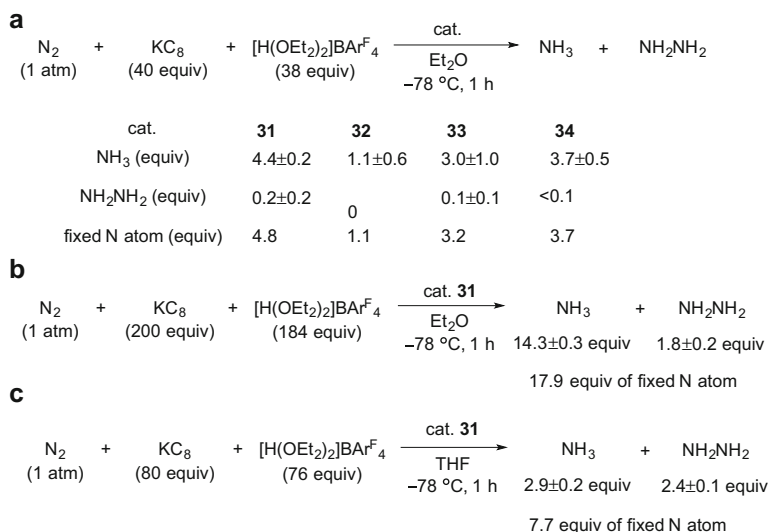 a
cat.
N₂ + KC₈ + [H(OEt₂)₂]BArᶠ₄ NH₃ + NH₂NH₂
(1 atm) (40 equiv) (38 equiv) Et₂O
–78 °C, 1 h
cat. 31 32 33 34
NH₃ (equiv) 4.4±0.2 1.1±0.6 3.0±1.0 3.7±0.5
NH₂NH₂ (equiv) 0.2±0.2 0 0.1±0.1 <0.1
fixed N atom (equiv) 4.8 1.1 3.2 3.7
b
cat. 31
N₂ + KC₈ + [H(OEt₂)₂]BArᶠ₄ NH₃ + NH₂NH₂
(1 atm) (200 equiv) (184 equiv) Et₂O 14.3±0.3 equiv 1.8±0.2 equiv
–78 °C, 1 h
17.9 equiv of fixed N atom
c
cat. 31
N₂ + KC₈ + [H(OEt₂)₂]BArᶠ₄ NH₃ + NH₂NH₂
(1 atm) (80 equiv) (76 equiv) THF 2.9±0.2 equiv 2.4±0.1 equiv
–78 °C, 1 h
7.7 equiv of fixed N atom